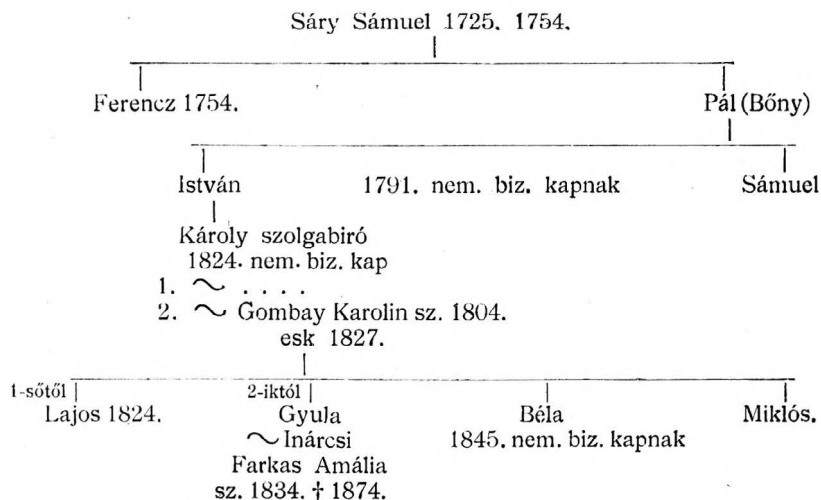 Sáry Sámuel 1725. 1754.
Ferencz 1754. Pál (Bőny)
István 1791. nem. biz. kapnak Sámuel
Károly szolgabiró
1824. nem. biz. kap
1. ~ . . . .
2. ~ Gombay Karolin sz. 1804.
esk 1827.
1-sőtől 2-iktól
Lajos 1824. Gyula Béla Miklós.
~ Inárcsi 1845. nem. biz. kapnak
Farkas Amália
sz. 1834. † 1874.